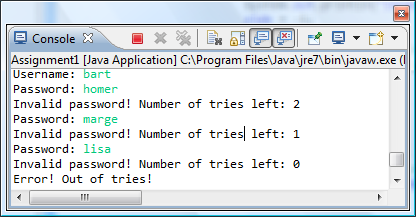 Console
Assignment1 [Java Application] C:\Program Files\Java\jre7\bin\javaw.exe (
Username: bart
Password: homer
Invalid password! Number of tries left: 2
Password: marge
Invalid password! Number of tries left: 1
Password: lisa
Invalid password! Number of tries left: 0
Error! Out of tries!